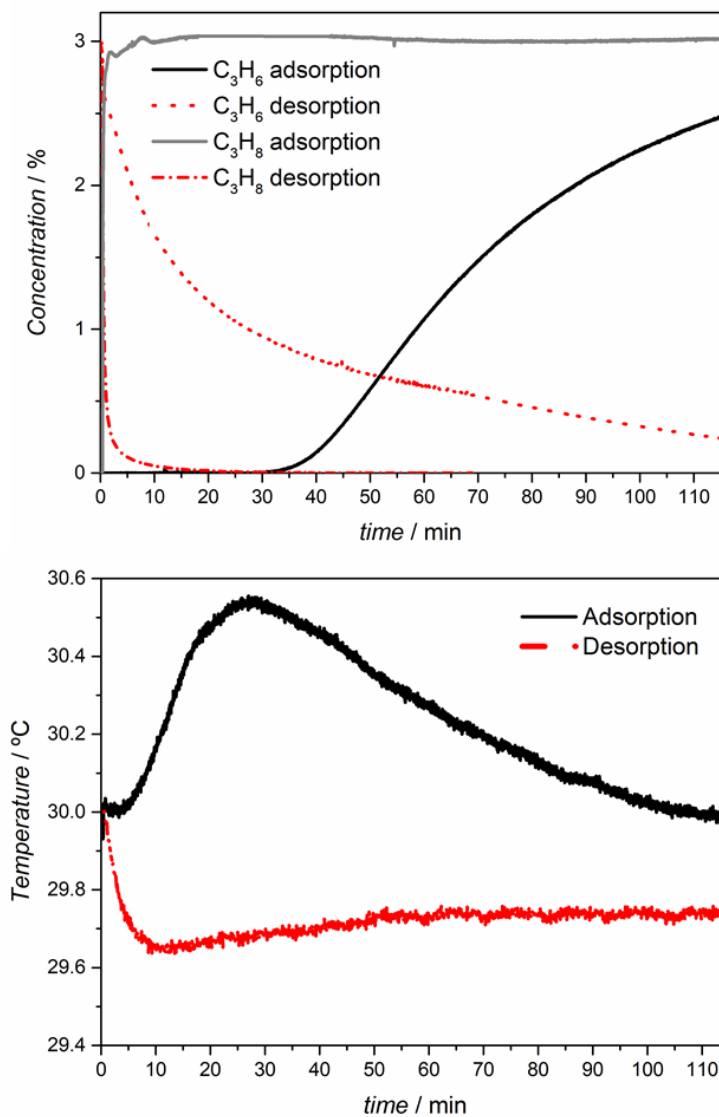 3
2
1
0
Concentration / %
C₃H₆ adsorption
C₃H₆ desorption
C₃H₈ adsorption
C₃H₈ desorption
0 10 20 30 40 50 60 70 80 90 100 110
time / min
30.6
30.4
30.2
30.0
29.8
29.6
29.4
Temperature / ºC
Adsorption
Desorption
0 10 20 30 40 50 60 70 80 90 100 110
time / min